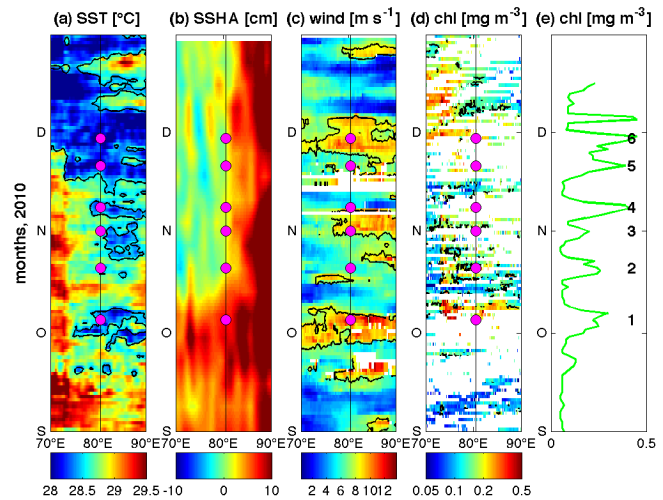 (a) SST [°C] (b) SSHA [cm] (c) wind [m s⁻¹] (d) chl [mg m⁻³] (e) chl [mg m⁻³]
months, 2010
D D D D D
6
5
4
N N N N N
3
2
1
O O O O O
S S S S S
70°E 80°E 90°E 70°E 80°E 90°E 70°E 80°E 90°E 70°E 80°E 90°E 0 0.5
28 28.5 29 29.5 -10 0 10 2 4 6 8 10 12 0.05 0.1 0.2 0.5